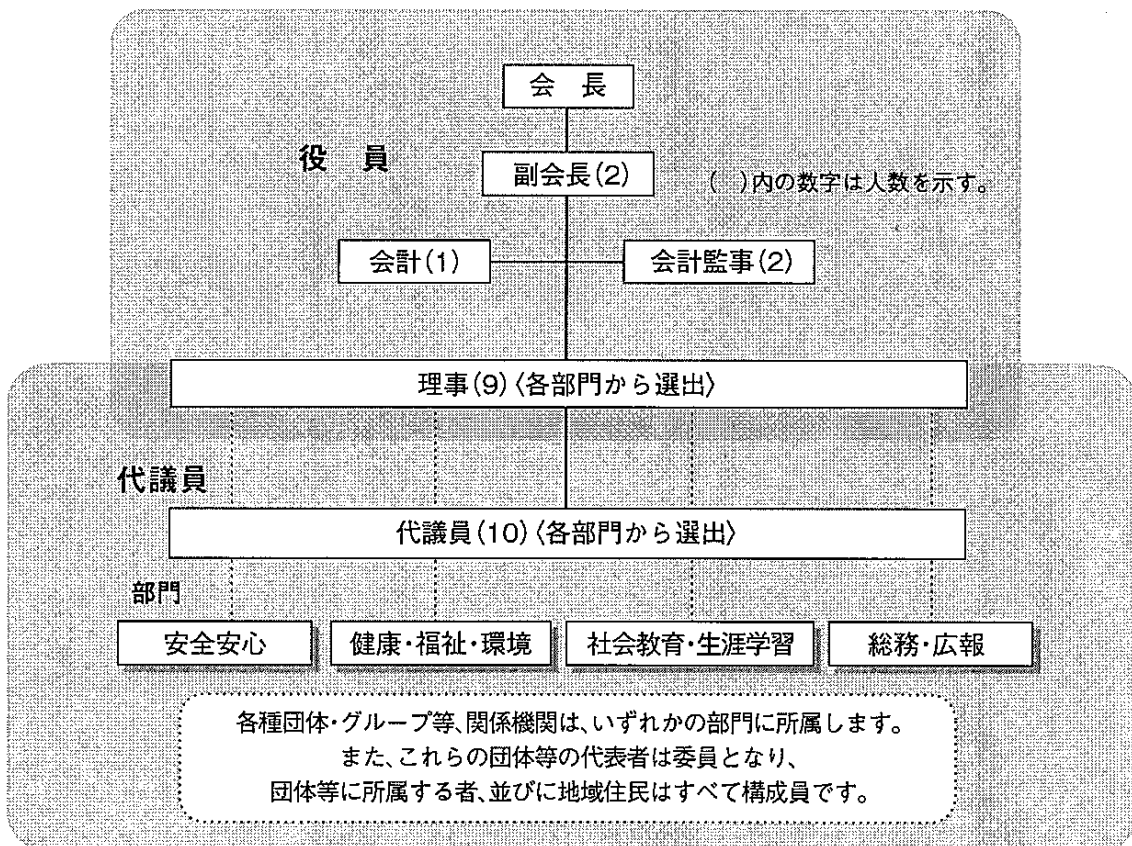 会 長
役 員
副会長(2)
( )内の数字は人数を示す。
会計(1)
会計監事(2)
理事(9)〈各部門から選出〉
代議員
代議員(10)〈各部門から選出〉
部門
安全安心
健康・福祉・環境
社会教育・生涯学習
総務・広報
各種団体・グループ等、関係機関は、いずれかの部門に所属します。
また、これらの団体等の代表者は委員となり、
団体等に所属する者、並びに地域住民はすべて構成員です。